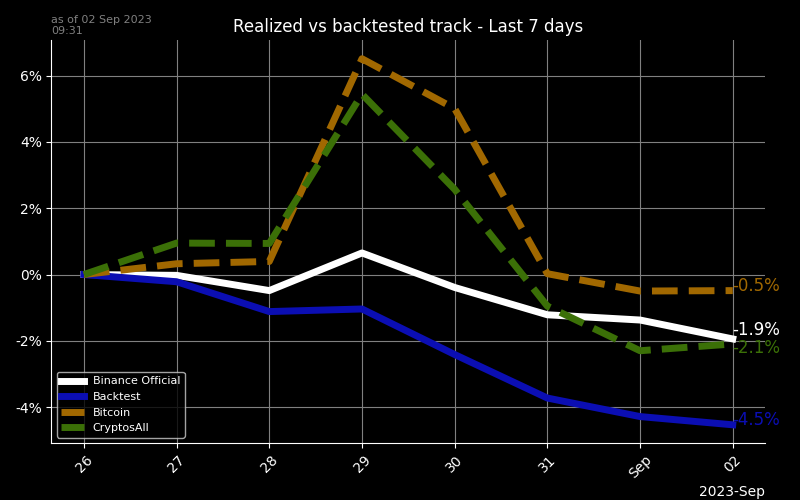 as of 02 Sep 2023
09:31
Realized vs backtested track - Last 7 days
6%
4%
2%
0%
-2%
-4%
-0.5%
-1.9%
-2.1%
-4.5%
Binance Official
Backtest
Bitcoin
CryptosAll
26
27
28
29
30
31
Sep
02
2023-Sep